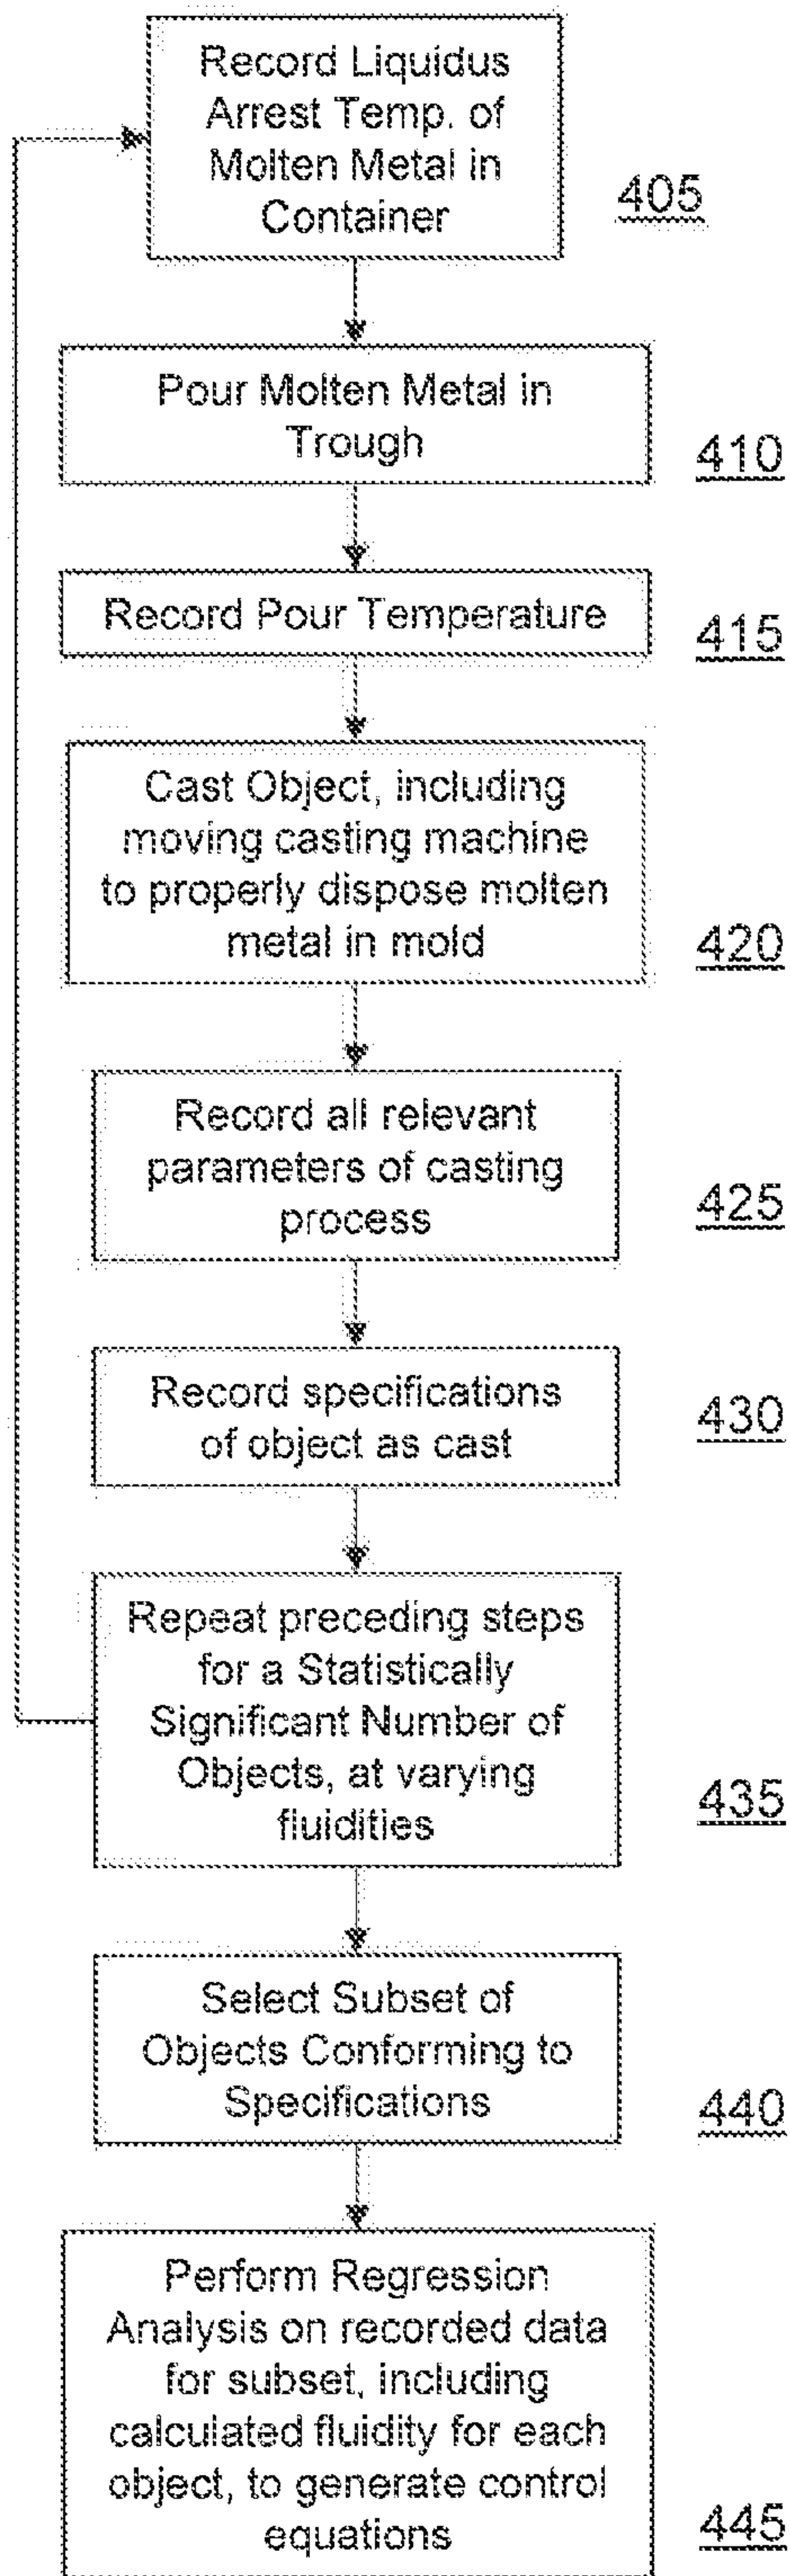 Record Liquidus
Arrest Temp. of
Molten Metal in
Container
405
Pour Molten Metal in
Trough
410
Record Pour Temperature
415
Cast Object, including
moving casting machine
to properly dispose molten
metal in mold
420
Record all relevant
parameters of casting
process
425
Record specifications
of object as cast
430
Repeat preceding steps
for a Statistically
Significant Number of
Objects, at varying
fluidities
435
Select Subset of
Objects Conforming to
Specifications
440
Perform Regression
Analysis on recorded data
for subset, including
calculated fluidity for each
object, to generate control
equations
445